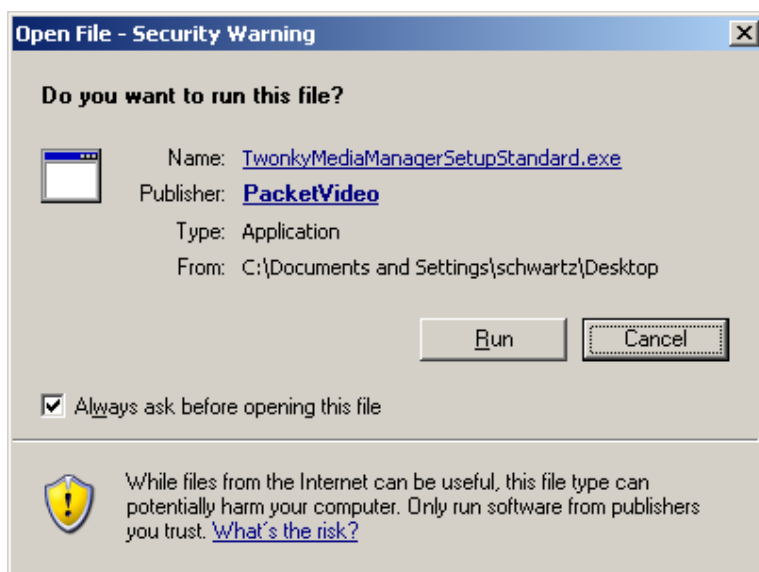 Open File - Security Warning
Do you want to run this file?
Name: TwonkyMediaManagerSetupStandard.exe
Publisher: PacketVideo
Type: Application
From: C:\Documents and Settings\schwartz\Desktop
Run Cancel
Always ask before opening this file
While files from the Internet can be useful, this file type can
potentially harm your computer. Only run software from publishers
you trust. What's the risk?